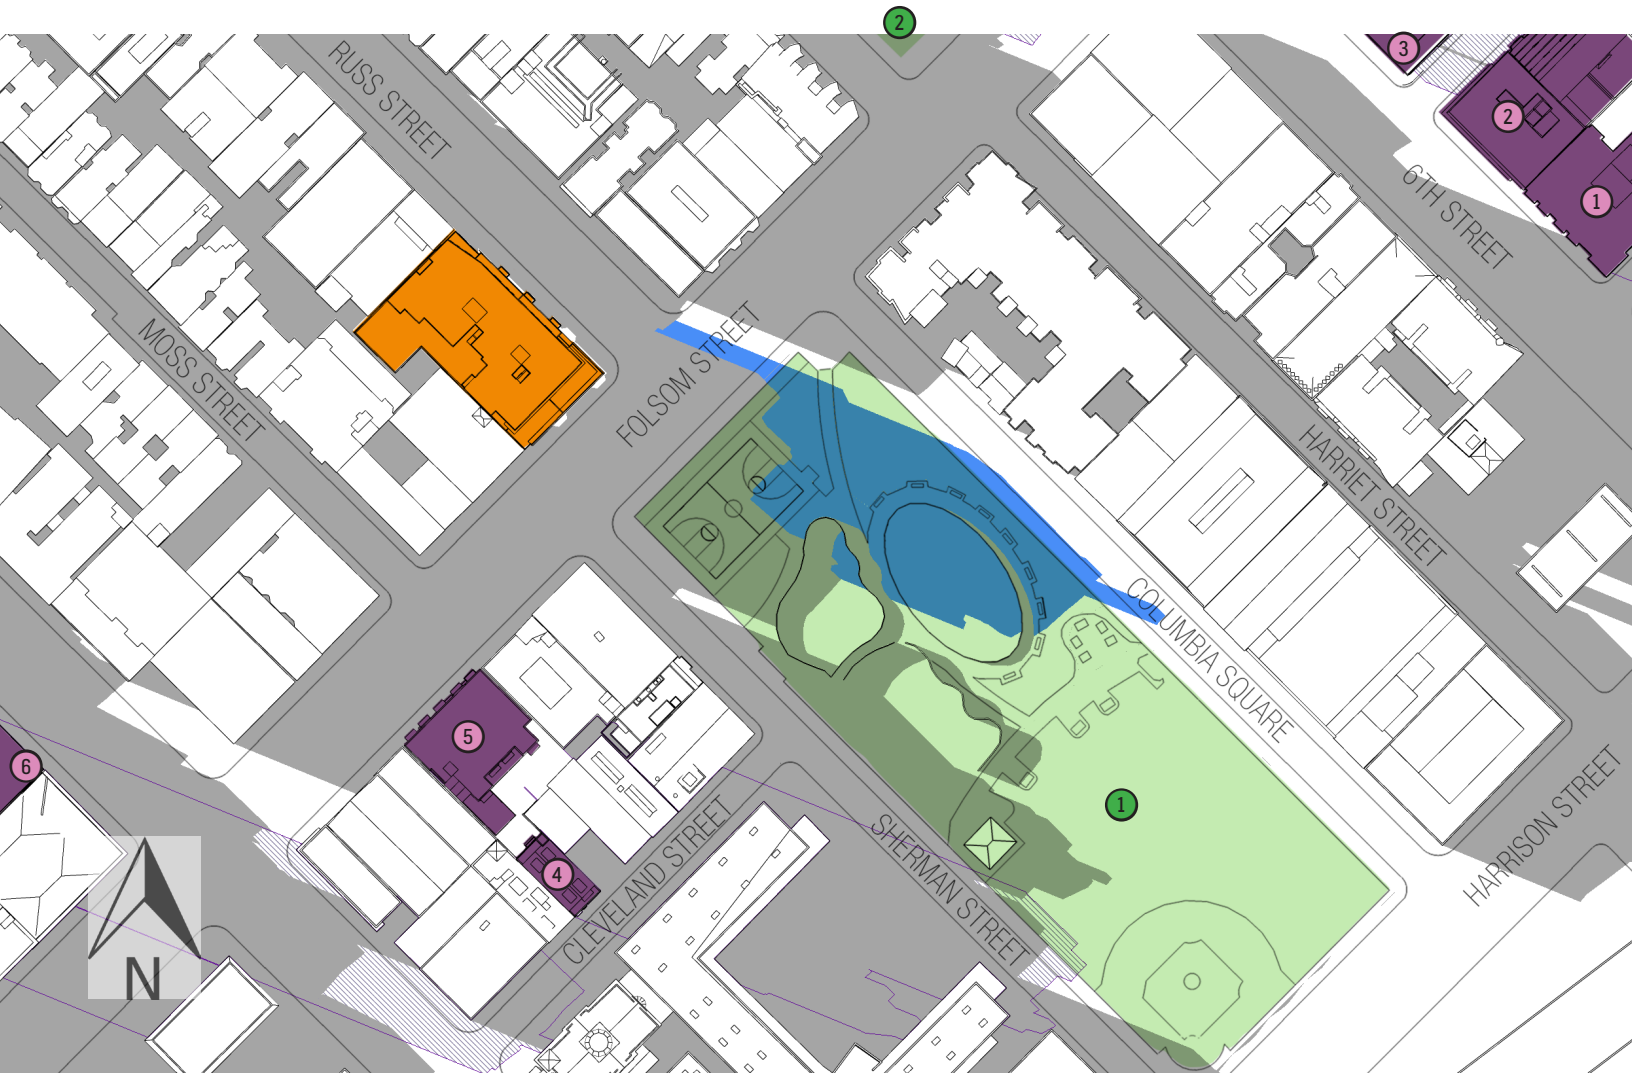 2
3
RUSS STREET
2
6TH STREET
1
MOSS STREET
FOLSOM STREET
HARRIET STREET
COLUMBIA SQUARE
5
6
1
HARRISON STREET
SHERMAN STREET
CLEVELAND STREET
4
N